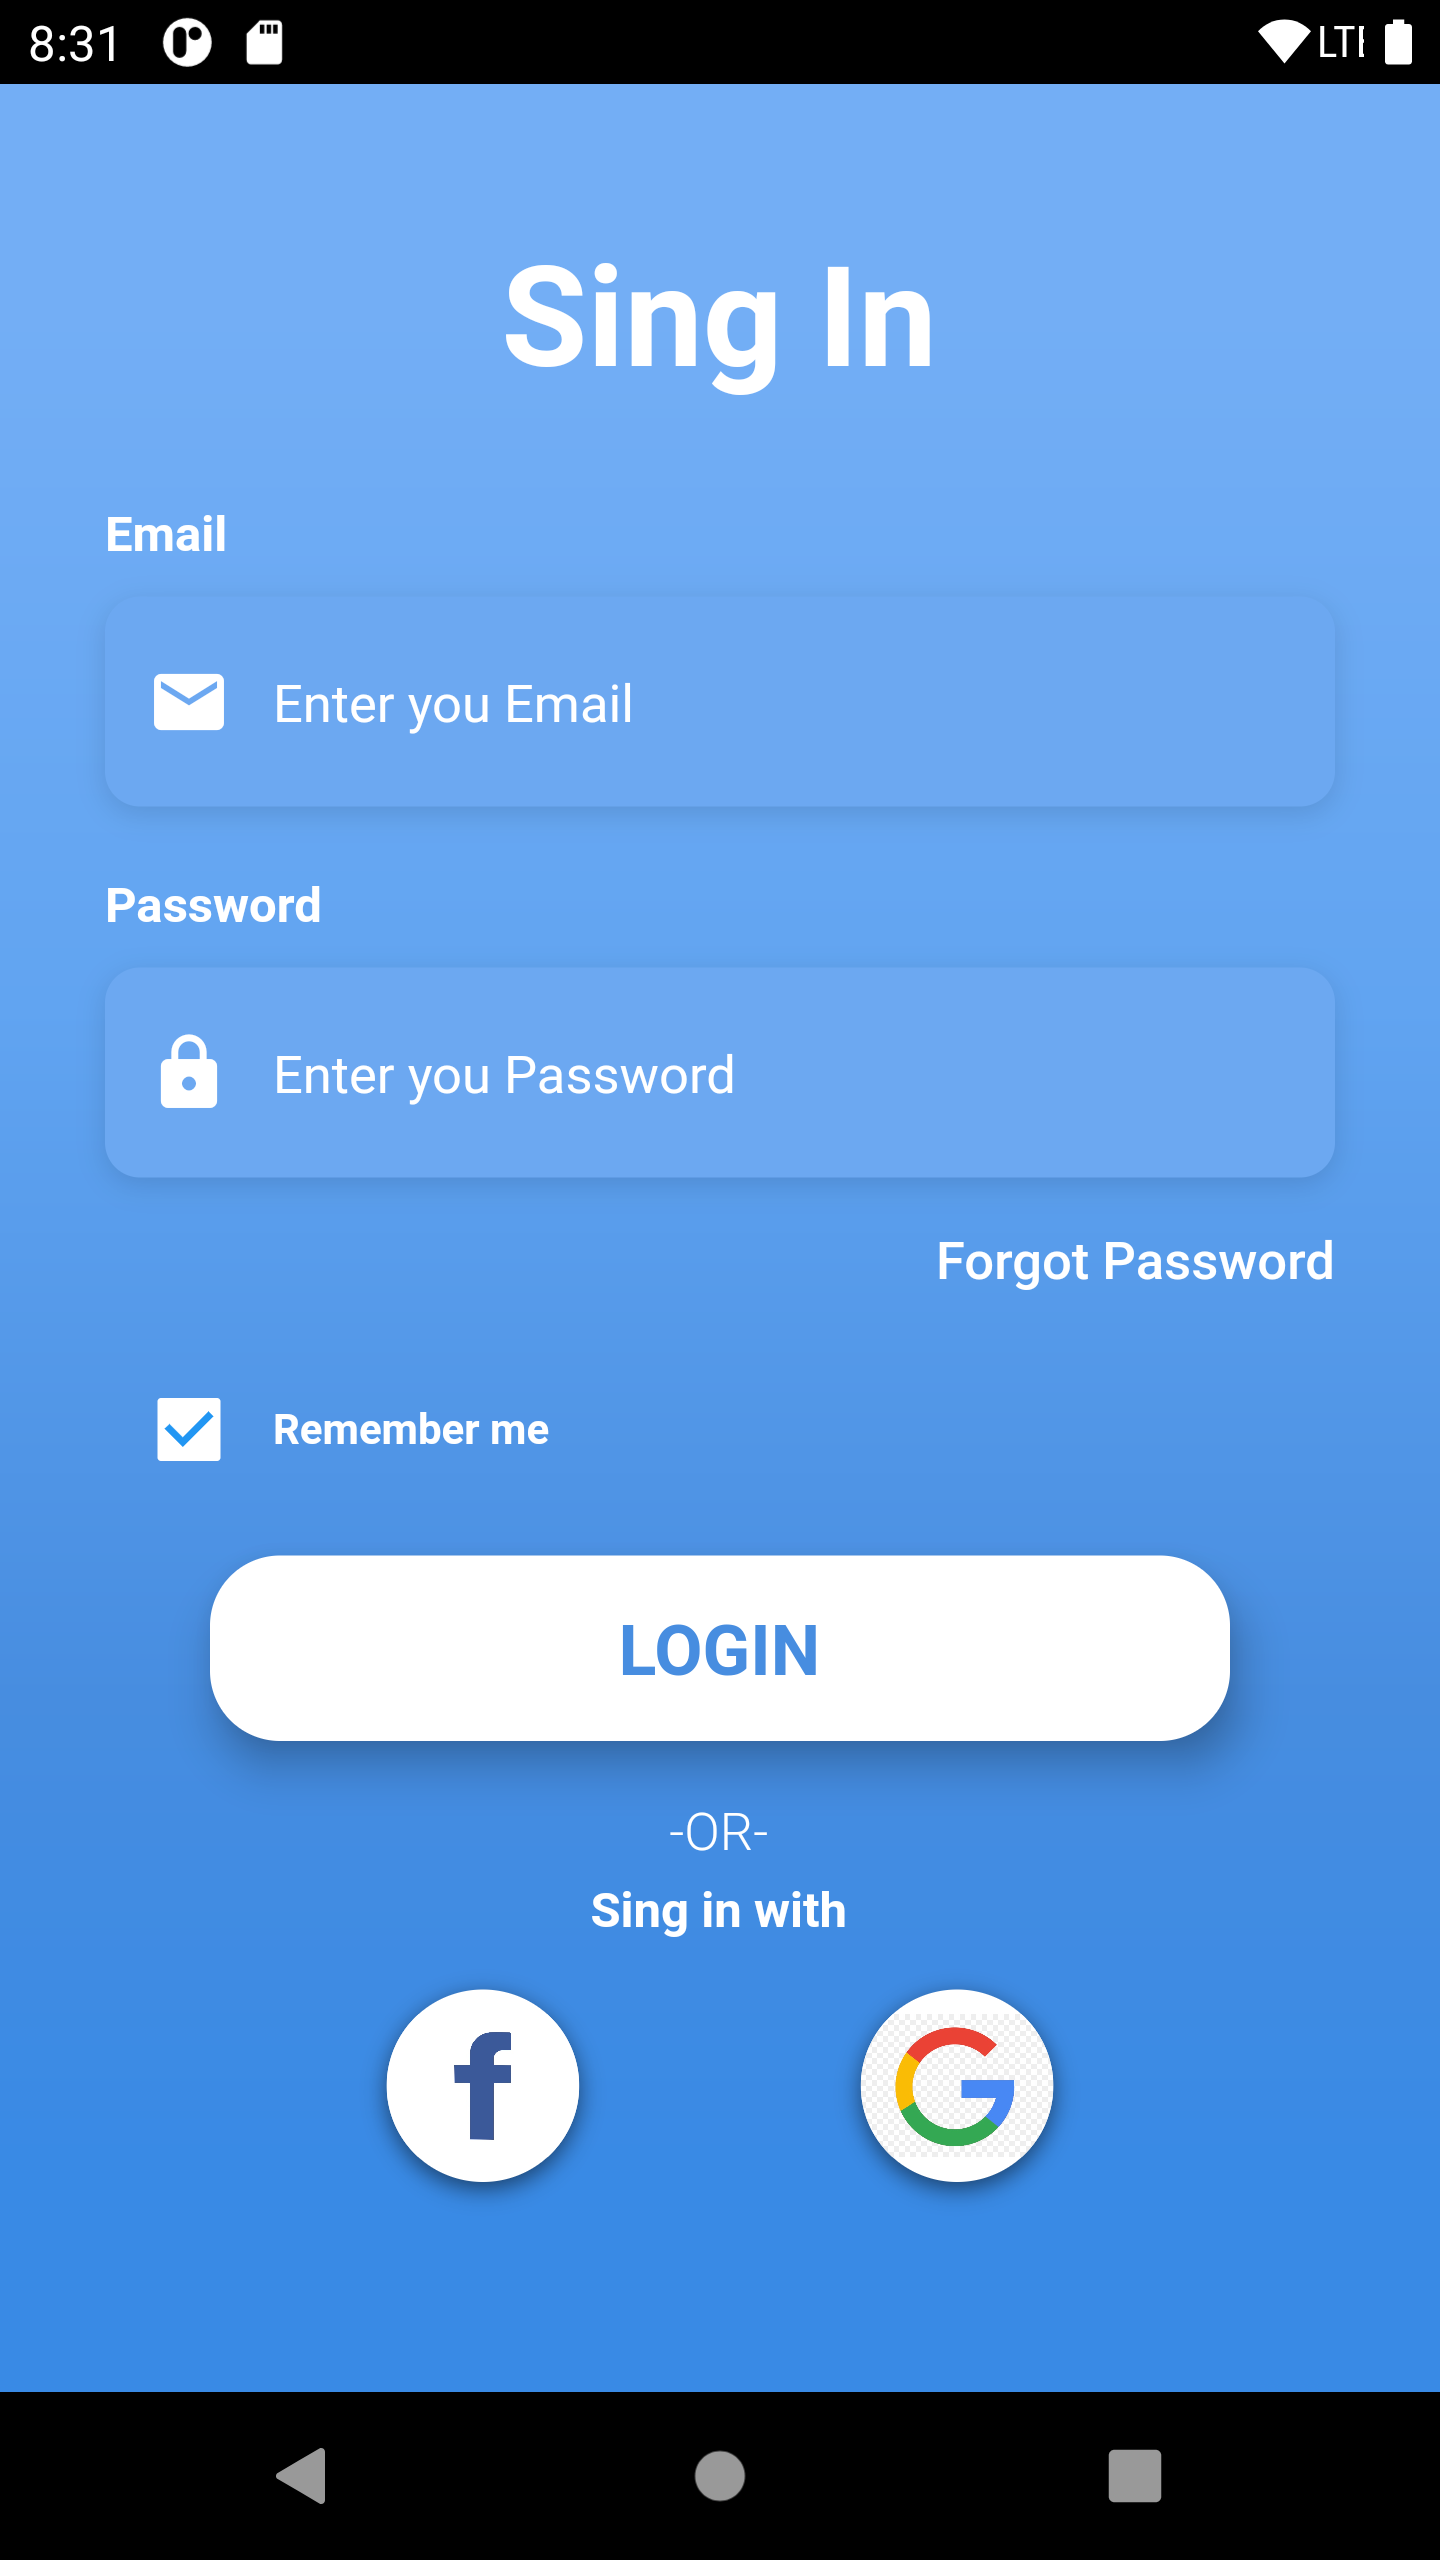 8:31 LTE
Sing In
Email
Enter you Email
Password
Enter you Password
Forgot Password
Remember me
LOGIN
-OR-
Sing in with
f G